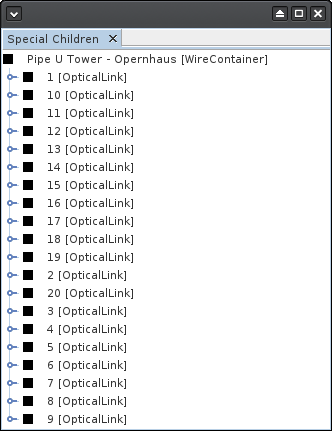 Special Children
Pipe U Tower - Opernhaus [WireContainer]
1 [OpticalLink]
10 [OpticalLink]
11 [OpticalLink]
12 [OpticalLink]
13 [OpticalLink]
14 [OpticalLink]
15 [OpticalLink]
16 [OpticalLink]
17 [OpticalLink]
18 [OpticalLink]
19 [OpticalLink]
2 [OpticalLink]
20 [OpticalLink]
3 [OpticalLink]
4 [OpticalLink]
5 [OpticalLink]
6 [OpticalLink]
7 [OpticalLink]
8 [OpticalLink]
9 [OpticalLink]